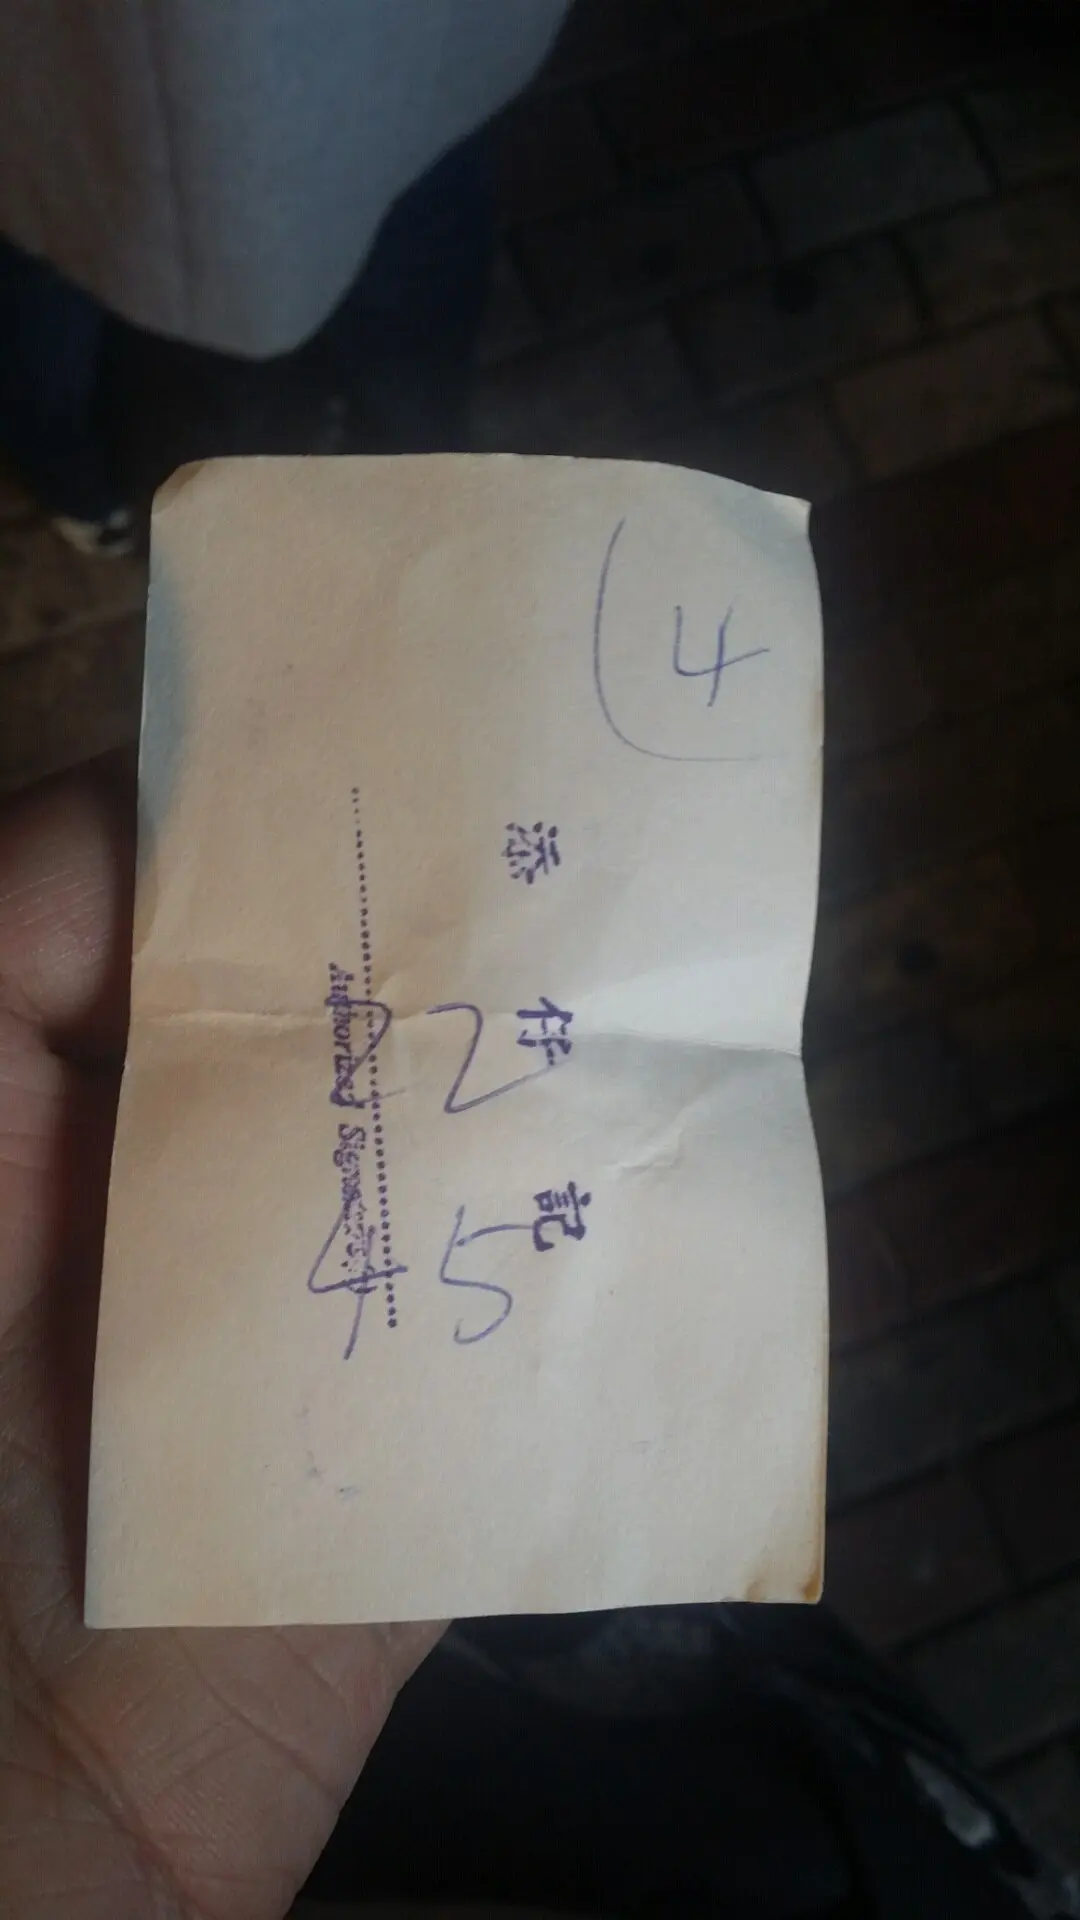 4
添仔記
25
Authorized Signature(s)